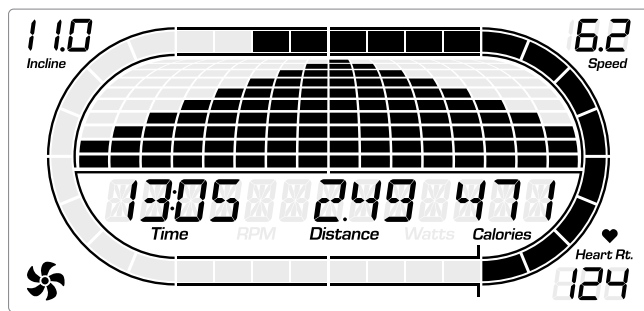 11.0 6.2
Incline Speed
13:05 2.49 471
Time RPM Distance Watts Calories
Heart Rt.
124